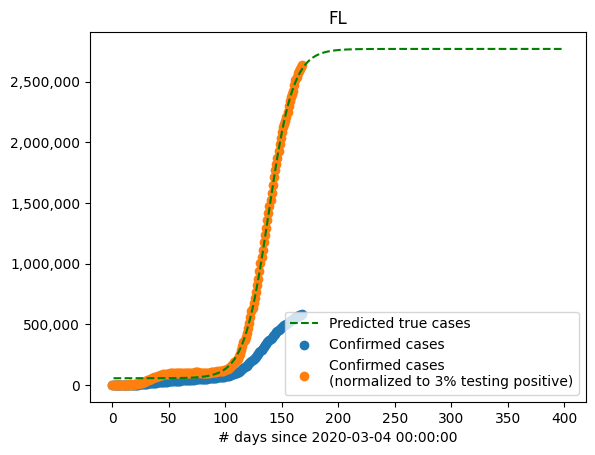 FL
2,500,000
2,000,000
1,500,000
1,000,000
500,000
0
Predicted true cases
Confirmed cases
Confirmed cases
(normalized to 3% testing positive)
0 50 100 150 200 250 300 350 400
# days since 2020-03-04 00:00:00